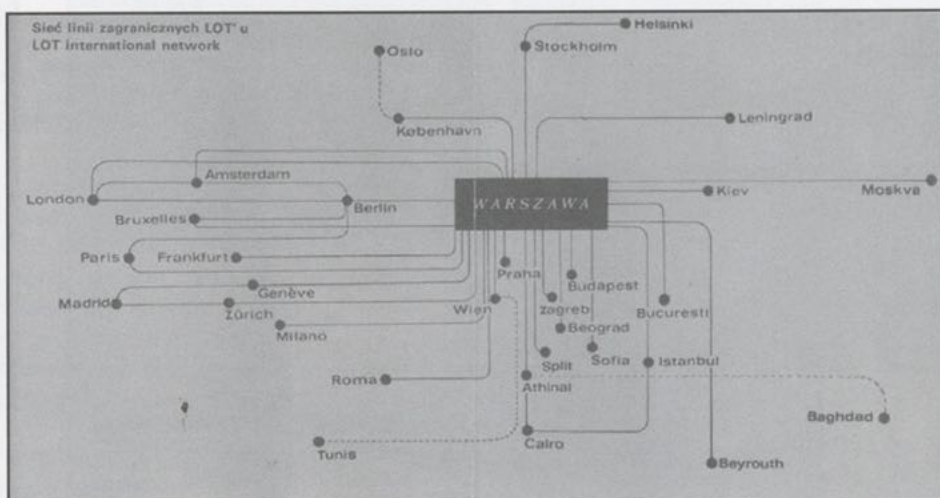 Sieć linii zagranicznych LOT'u
LOT international network
Helsinki
Oslo
Stockholm
København
Leningrad
Amsterdam
London
Berlin
WARSZAWA
Kiev
Moskva
Bruxelles
Paris
Frankfurt
Praha
Budapest
Genève
Madrid
Zürich
Wien
Zagreb
Bucuresti
Milano
Beograd
Split
Sofia
Istanbul
Roma
Athinai
Baghdad
Cairo
Tunis
Beyrouth